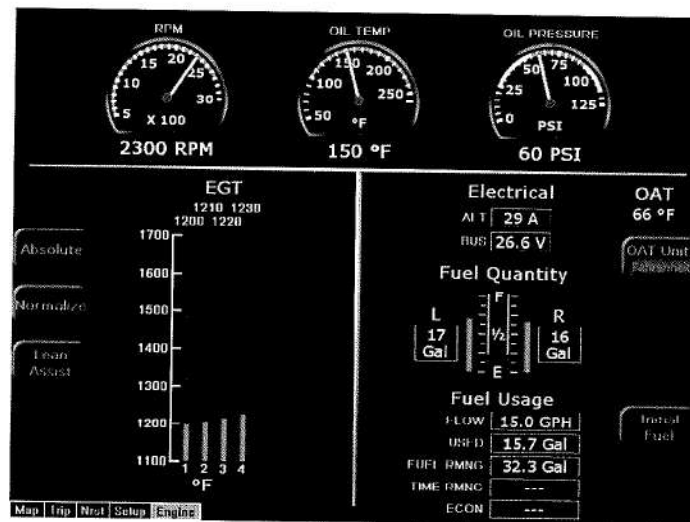 RPM
5 10 15 20 25 30
X 100
2300 RPM
OIL TEMP
50 100 150 200 250
°F
150 °F
OIL PRESSURE
0 25 50 75 100 125
PSI
60 PSI
EGT
1210 1230
1200 1220
1700
1600
1500
1400
1300
1200
1100
1 2 3 4
°F
Absolute
Normalize
Lean
Assist
Electrical
ALT 29 A
BUS 26.6 V
OAT
66 °F
OAT Unit
Fahrenheit
Fuel Quantity
L
17
Gal
F
1/2
E
R
16
Gal
Fuel Usage
FLOW 15.0 GPH
USED 15.7 Gal
FUEL RMNG 32.3 Gal
TIME RMNG ---
ECON ---
Initial
Fuel
Map Trip Nrst Setup Engine